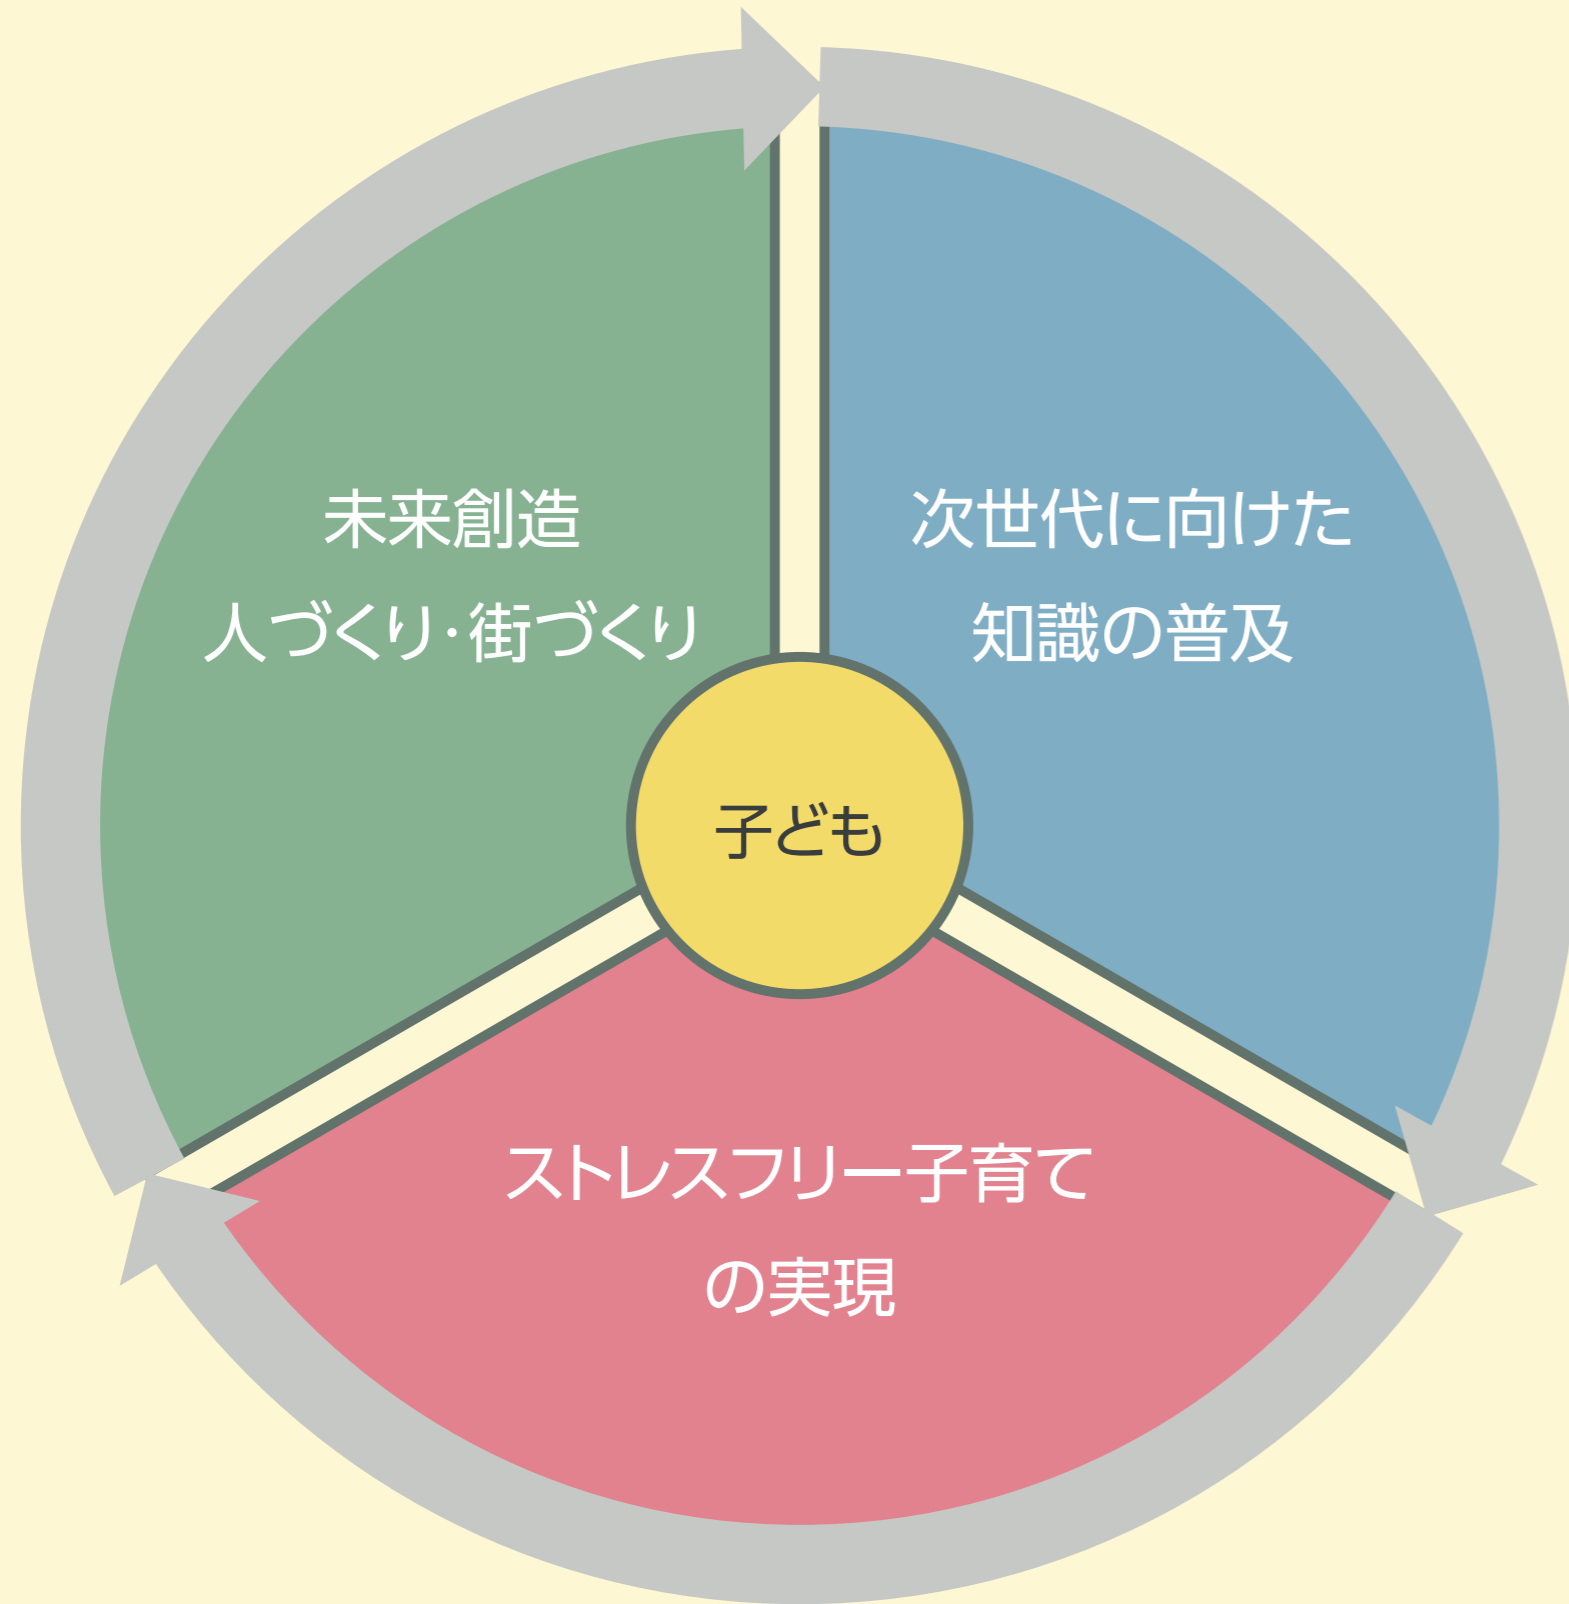 未来創造
人づくり・街づくり
次世代に向けた
知識の普及
子ども
ストレスフリー子育て
の実現